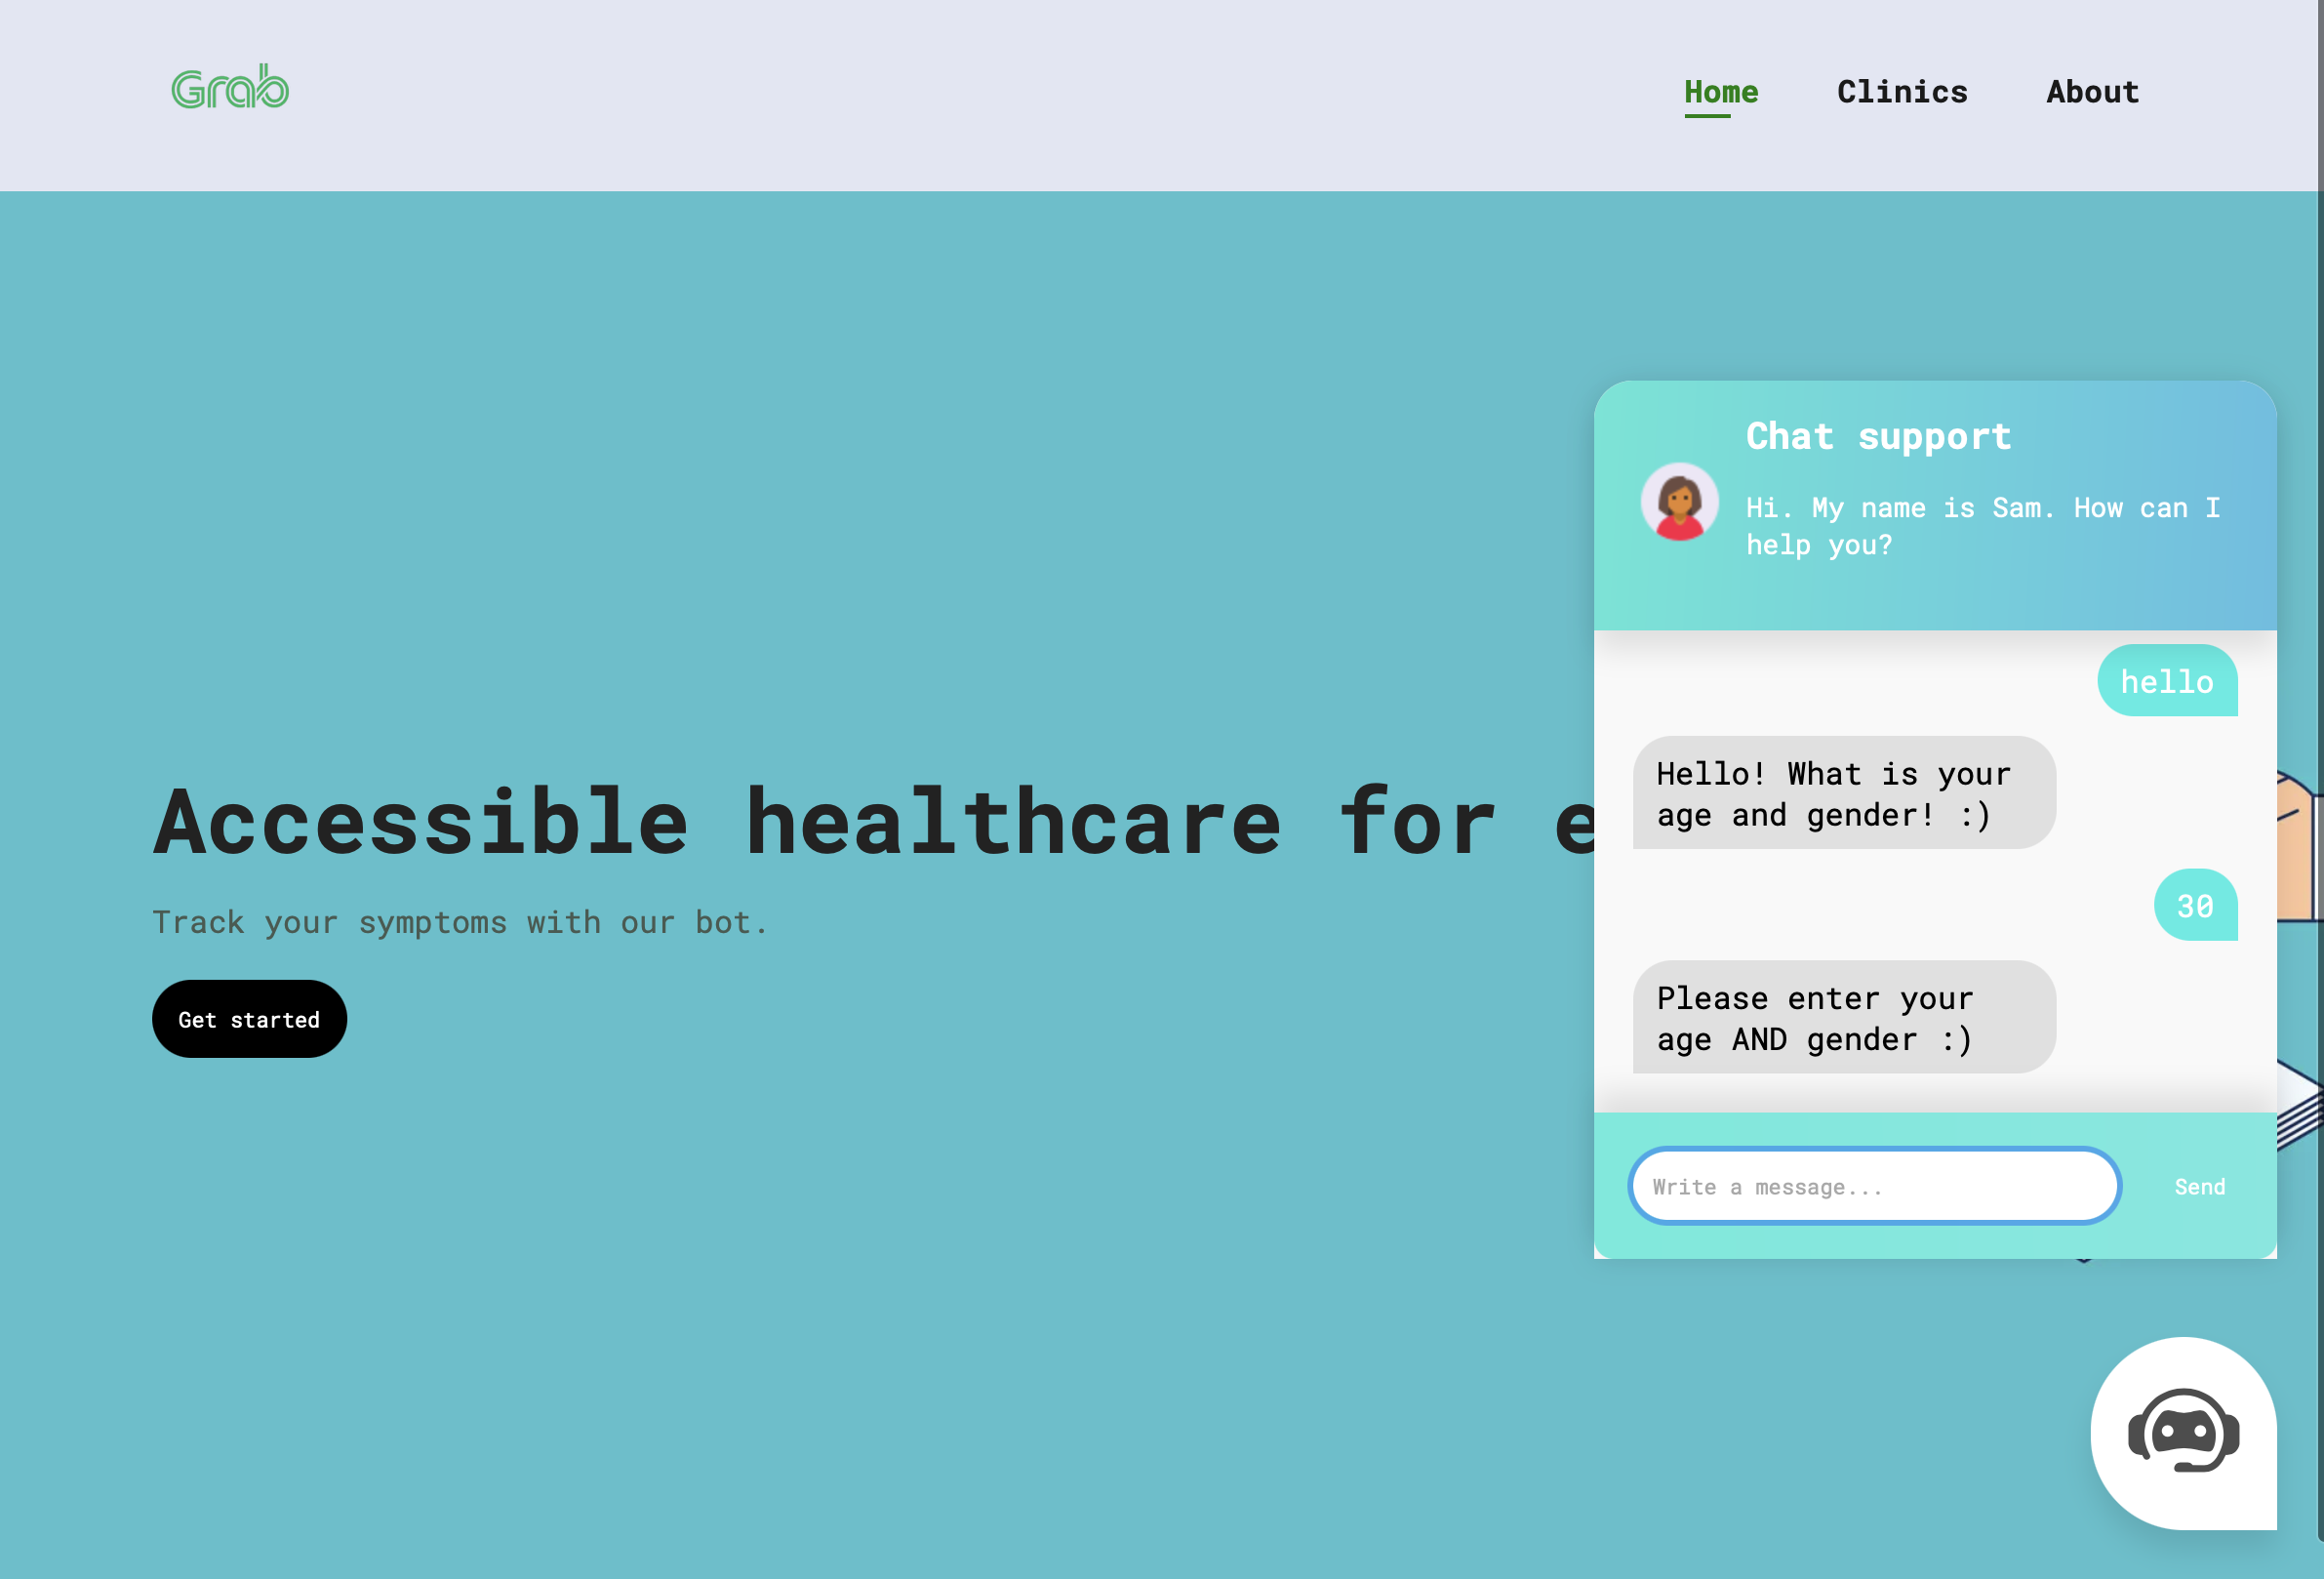 Grab
Home Clinics About
Chat support
Hi. My name is Sam. How can I
help you?
hello
Hello! What is your
age and gender! :)
30
Please enter your
age AND gender :)
Write a message...
Send
Accessible healthcare for e
Track your symptoms with our bot.
Get started